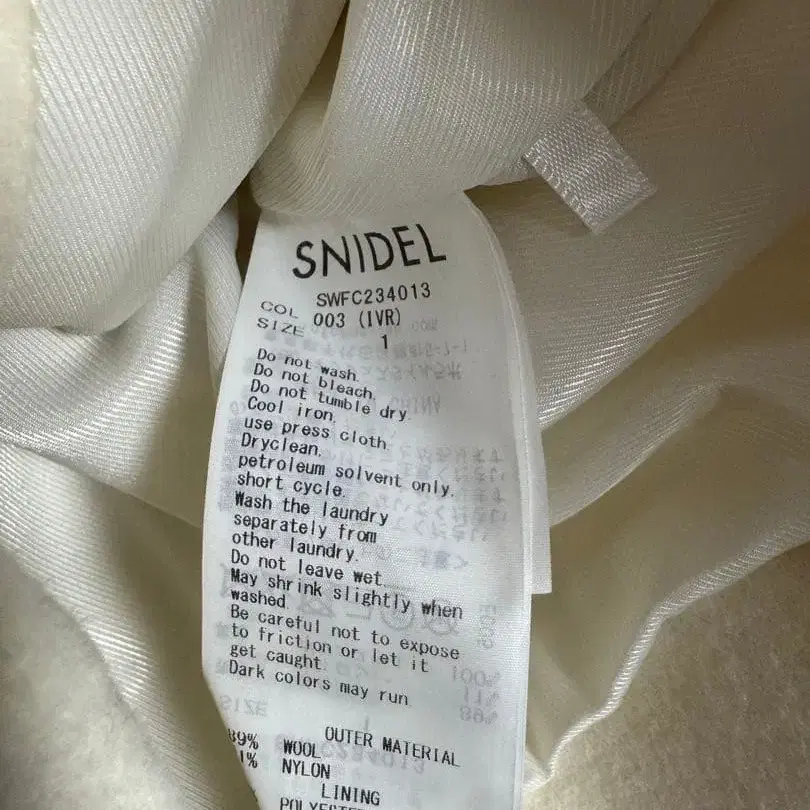 SNIDEL
SWFC234013
COL 003 (IVR)
SIZE 1
Do not wash.
Do not bleach.
Do not tumble dry.
Cool iron,
use press cloth.
Dryclean,
petroleum solvent only,
short cycle.
Wash the laundry
separately from
other laundry.
Do not leave wet.
May shrink slightly when
washed.
Be careful not to expose
to friction or let it
get caught.
Dark colors may run.
OUTER MATERIAL
89% WOOL
11% NYLON
LINING